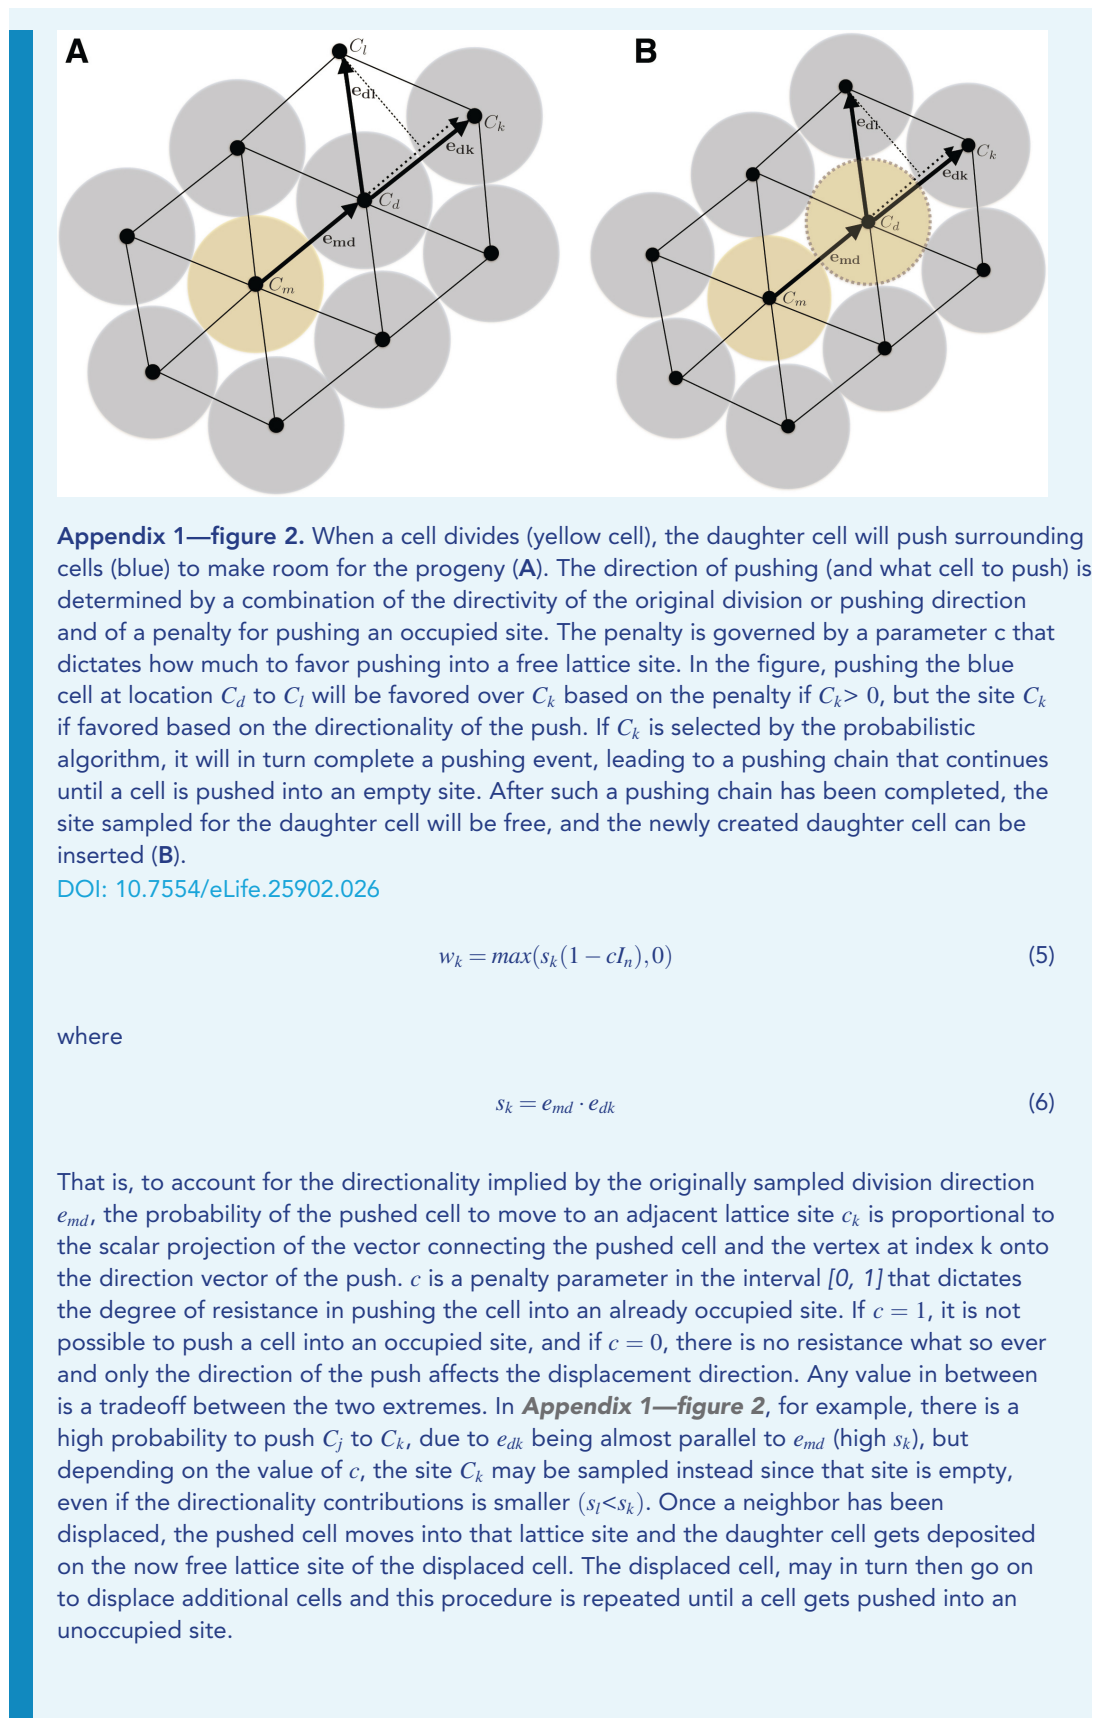 A
B
C_l
e_dl
C_k
e_dk
C_d
e_md
C_m
e_dl
C_k
e_dk
C_d
e_md
C_m
Appendix 1—figure 2. When a cell divides (yellow cell), the daughter cell will push surrounding
cells (blue) to make room for the progeny (A). The direction of pushing (and what cell to push) is
determined by a combination of the directivity of the original division or pushing direction
and of a penalty for pushing an occupied site. The penalty is governed by a parameter c that
dictates how much to favor pushing into a free lattice site. In the figure, pushing the blue
cell at location C_d to C_l will be favored over C_k based on the penalty if C_k> 0, but the site C_k
if favored based on the directionality of the push. If C_k is selected by the probabilistic
algorithm, it will in turn complete a pushing event, leading to a pushing chain that continues
until a cell is pushed into an empty site. After such a pushing chain has been completed, the
site sampled for the daughter cell will be free, and the newly created daughter cell can be
inserted (B).
DOI: 10.7554/eLife.25902.026
w_k = max(s_k(1 − cI_n), 0) (5)
where
s_k = e_md · e_dk (6)
That is, to account for the directionality implied by the originally sampled division direction
e_md, the probability of the pushed cell to move to an adjacent lattice site c_k is proportional to
the scalar projection of the vector connecting the pushed cell and the vertex at index k onto
the direction vector of the push. c is a penalty parameter in the interval [0, 1] that dictates
the degree of resistance in pushing the cell into an already occupied site. If c = 1, it is not
possible to push a cell into an occupied site, and if c = 0, there is no resistance what so ever
and only the direction of the push affects the displacement direction. Any value in between
is a tradeoff between the two extremes. In Appendix 1—figure 2, for example, there is a
high probability to push C_j to C_k, due to e_dk being almost parallel to e_md (high s_k), but
depending on the value of c, the site C_k may be sampled instead since that site is empty,
even if the directionality contributions is smaller (s_l<s_k). Once a neighbor has been
displaced, the pushed cell moves into that lattice site and the daughter cell gets deposited
on the now free lattice site of the displaced cell. The displaced cell, may in turn then go on
to displace additional cells and this procedure is repeated until a cell gets pushed into an
unoccupied site.